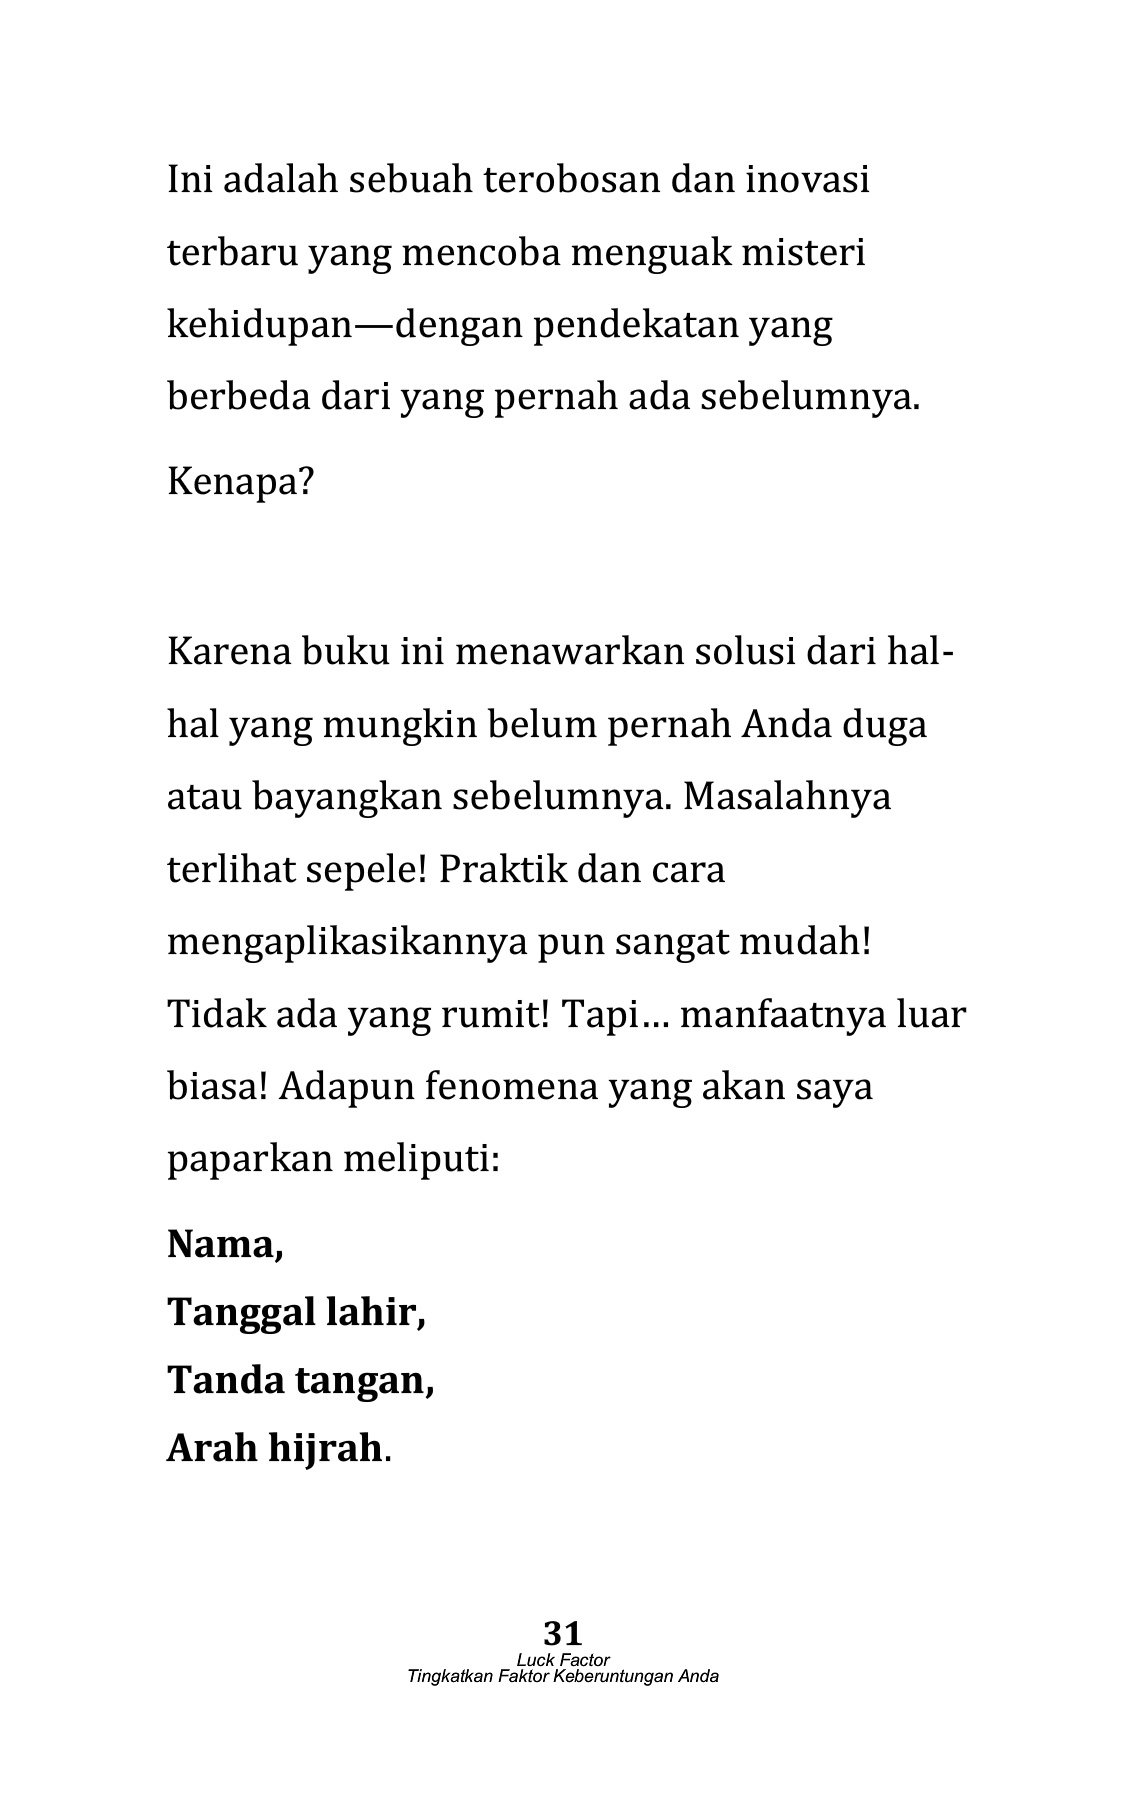 Ini adalah sebuah terobosan dan inovasi
terbaru yang mencoba menguak misteri
kehidupan—dengan pendekatan yang
berbeda dari yang pernah ada sebelumnya.
Kenapa?
Karena buku ini menawarkan solusi dari hal-
hal yang mungkin belum pernah Anda duga
atau bayangkan sebelumnya. Masalahnya
terlihat sepele! Praktik dan cara
mengaplikasikannya pun sangat mudah!
Tidak ada yang rumit! Tapi… manfaatnya luar
biasa! Adapun fenomena yang akan saya
paparkan meliputi:
Nama,
Tanggal lahir,
Tanda tangan,
Arah hijrah.
31
Luck Factor
Tingkatkan Faktor Keberuntungan Anda